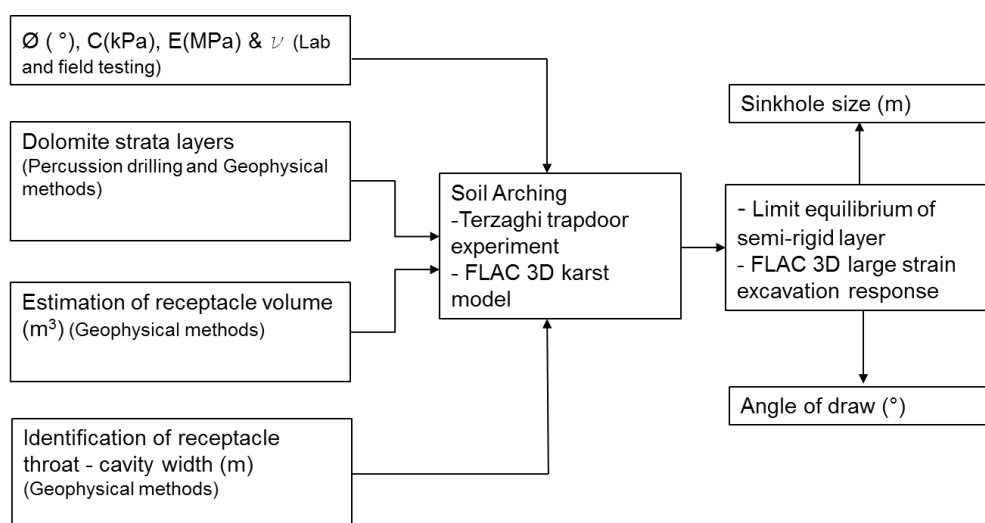 Ø ( °), C(kPa), E(MPa) & ν (Lab
and field testing)
Dolomite strata layers
(Percussion drilling and Geophysical
methods)
Estimation of receptacle volume
(m³) (Geophysical methods)
Identification of receptacle
throat - cavity width (m)
(Geophysical methods)
Soil Arching
-Terzaghi trapdoor
experiment
- FLAC 3D karst
model
Sinkhole size (m)
- Limit equilibrium of
semi-rigid layer
- FLAC 3D large strain
excavation response
Angle of draw (°)